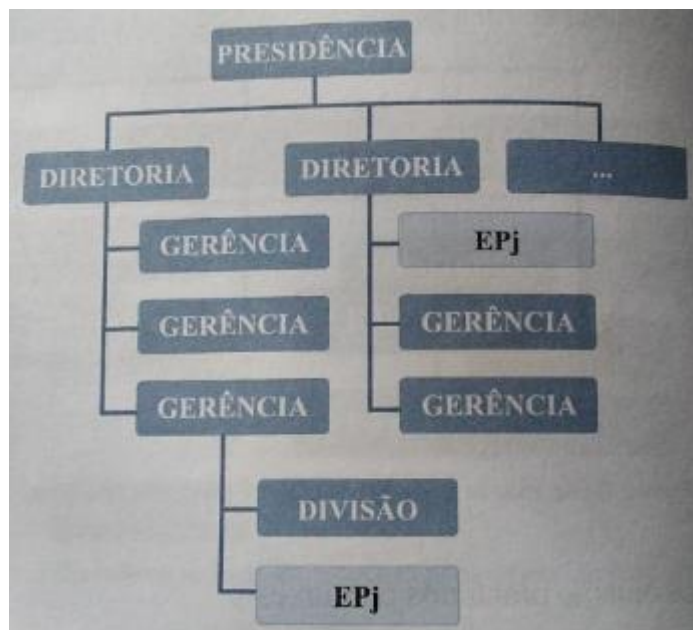 PRESIDÊNCIA
DIRETORIA DIRETORIA ...
GERÊNCIA EPj
GERÊNCIA GERÊNCIA
GERÊNCIA GERÊNCIA
DIVISÃO
EPj